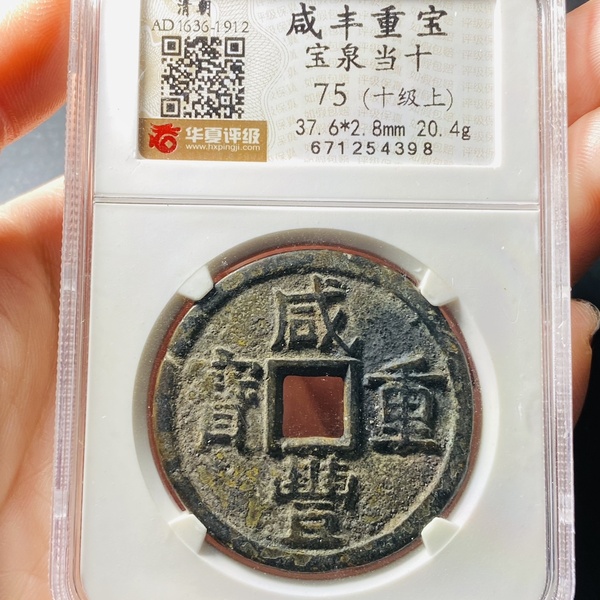 清朝
AD 1636-1912
咸丰重宝
宝泉当十
75 (十级上)
37.6*2.8mm 20.4g
671254398
华夏评级
www.hxpingji.com
咸
寶 重
豐